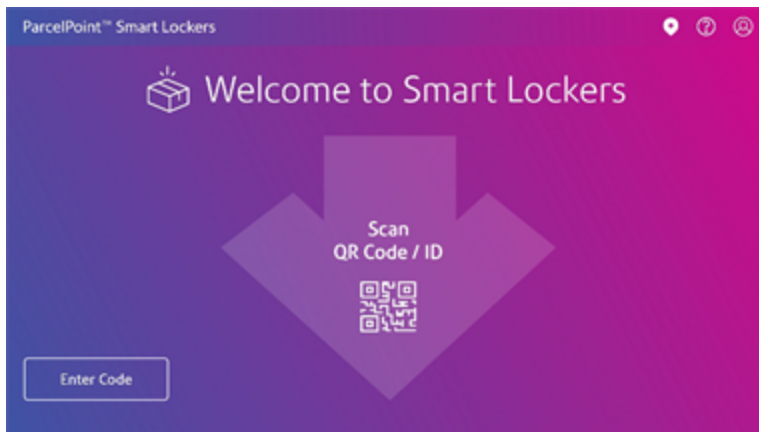 ParcelPoint™ Smart Lockers
Welcome to Smart Lockers
Scan
QR Code / ID
Enter Code